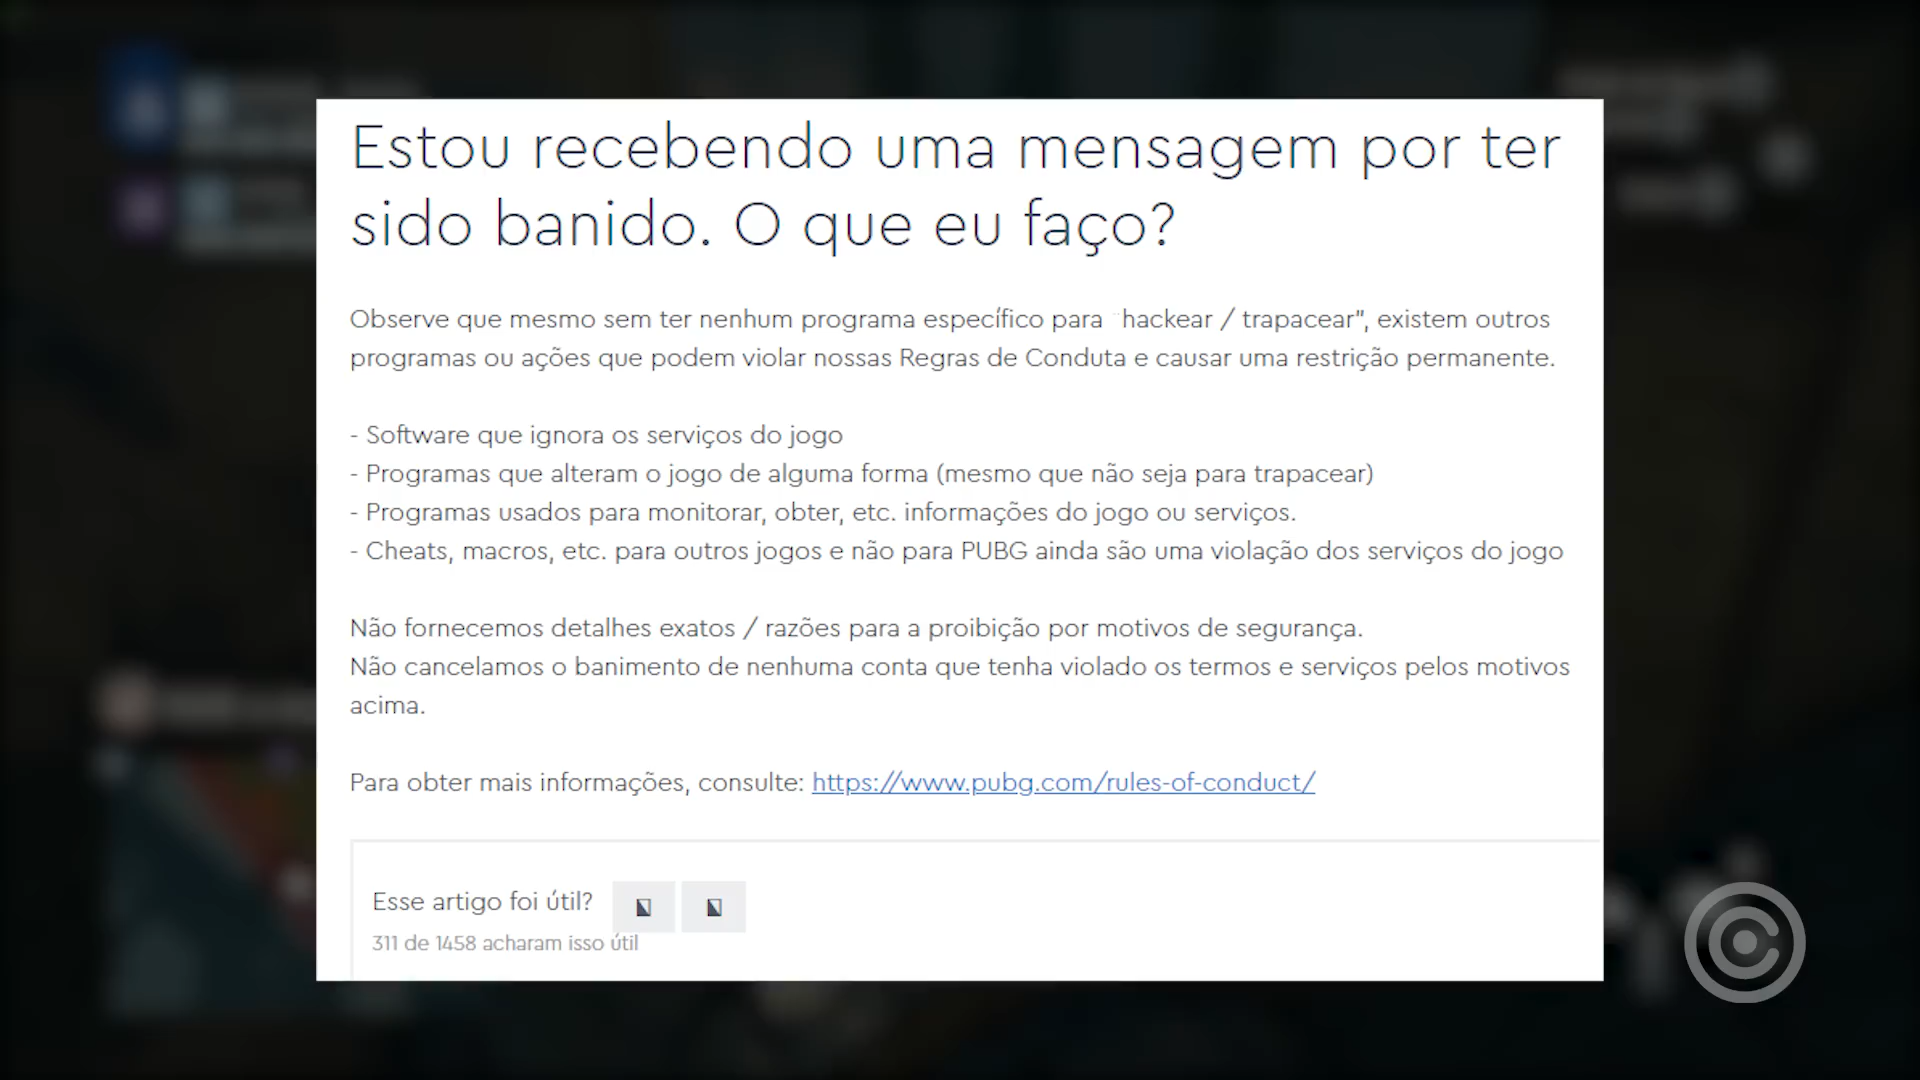 Estou recebendo uma mensagem por ter
sido banido. O que eu faço?
Observe que mesmo sem ter nenhum programa específico para "hackear / trapacear", existem outros
programas ou ações que podem violar nossas Regras de Conduta e causar uma restrição permanente.
- Software que ignora os serviços do jogo
- Programas que alteram o jogo de alguma forma (mesmo que não seja para trapacear)
- Programas usados para monitorar, obter, etc. informações do jogo ou serviços.
- Cheats, macros, etc. para outros jogos e não para PUBG ainda são uma violação dos serviços do jogo
Não fornecemos detalhes exatos / razões para a proibição por motivos de segurança.
Não cancelamos o banimento de nenhuma conta que tenha violado os termos e serviços pelos motivos
acima.
Para obter mais informações, consulte: https://www.pubg.com/rules-of-conduct/
Esse artigo foi útil?
311 de 1458 acharam isso útil